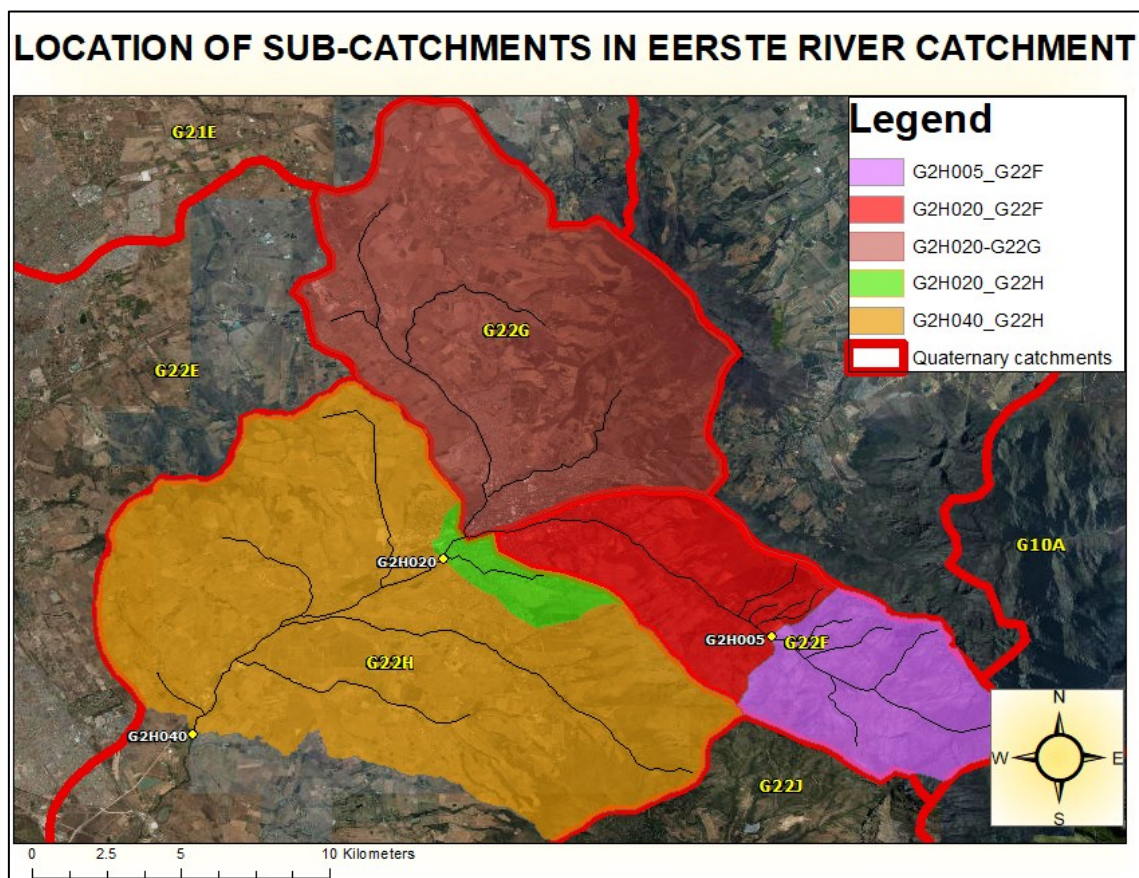 LOCATION OF SUB-CATCHMENTS IN EERSTE RIVER CATCHMENT
Legend
G2H005_G22F
G2H020_G22F
G2H020-G22G
G2H020_G22H
G2H040_G22H
Quaternary catchments
G21E
G22G
G22E
G10A
G2H020
G2H005
G22F
G22H
G2H040
G22J
N
W
E
S
0 2.5 5 10 Kilometers